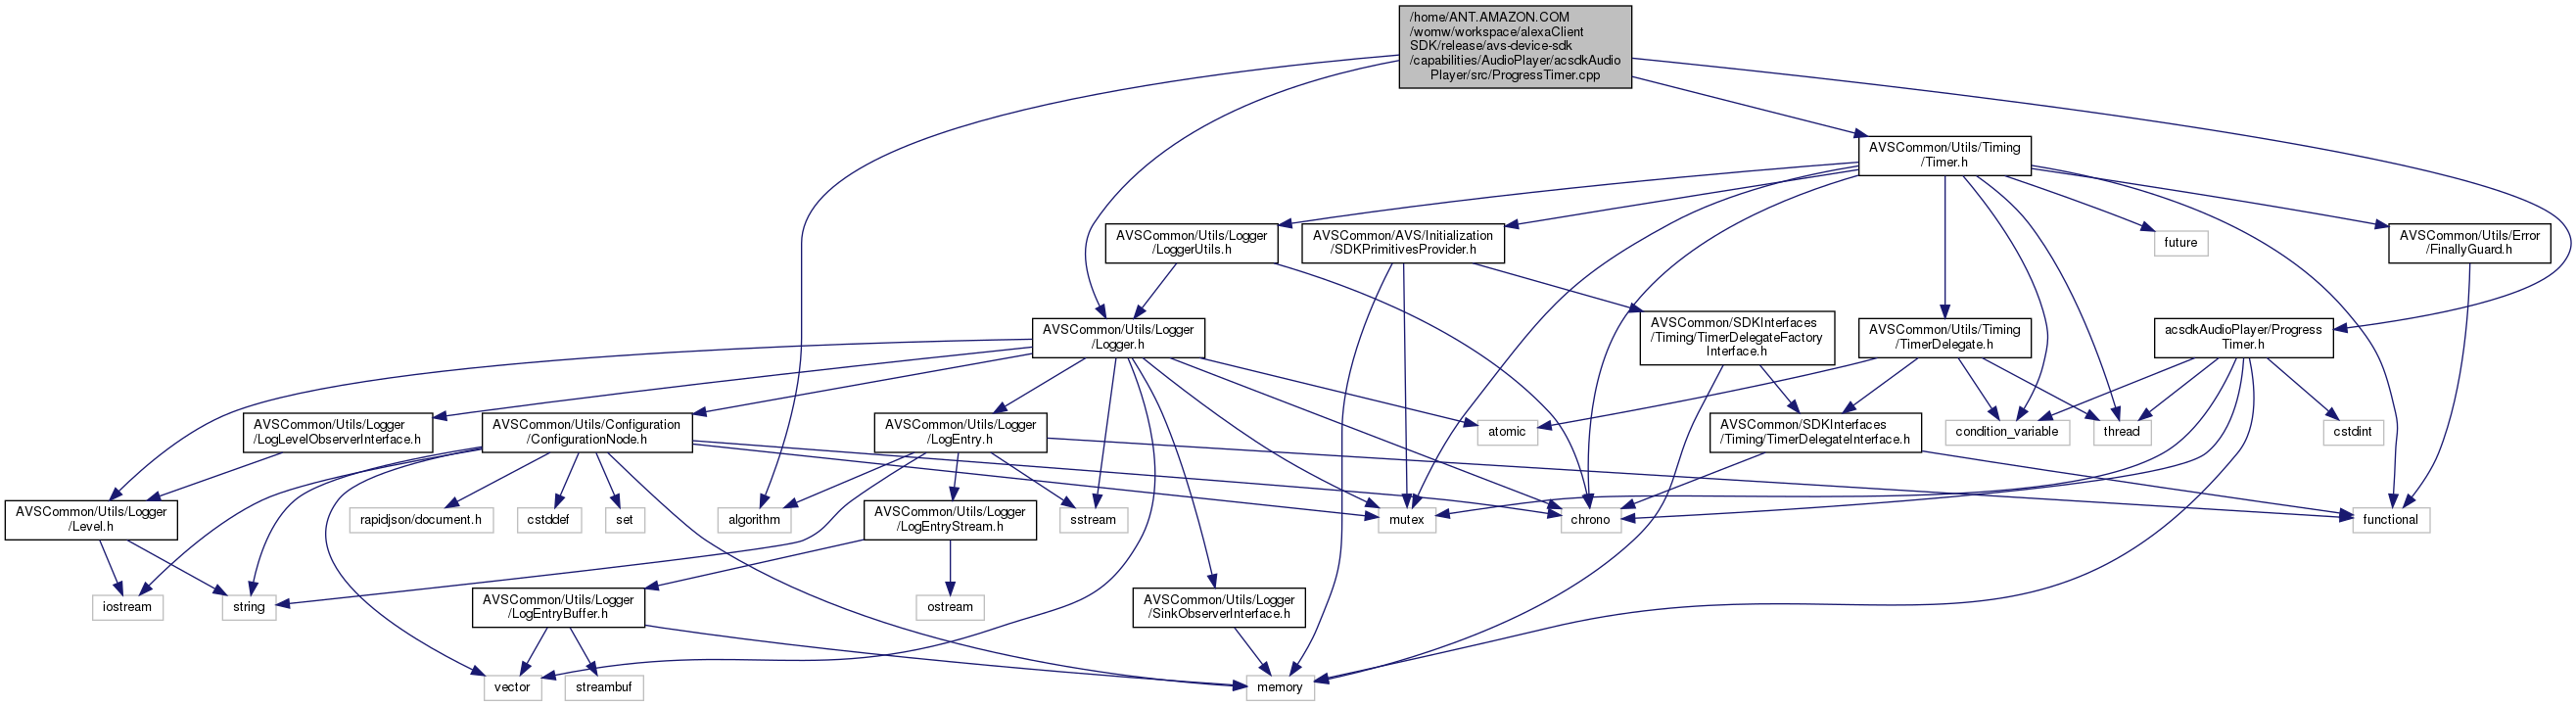 /home/ANT.AMAZON.COM
/womw/workspace/alexaClient
SDK/release/avs-device-sdk
/capabilities/AudioPlayer/acsdkAudio
Player/src/ProgressTimer.cpp
AVSCommon/Utils/Timing
/Timer.h
AVSCommon/Utils/Logger
/LoggerUtils.h
AVSCommon/AVS/Initialization
/SDKPrimitivesProvider.h
future
AVSCommon/Utils/Error
/FinallyGuard.h
AVSCommon/Utils/Logger
/Logger.h
AVSCommon/SDKInterfaces
/Timing/TimerDelegateFactory
Interface.h
AVSCommon/Utils/Timing
/TimerDelegate.h
acsdkAudioPlayer/Progress
Timer.h
AVSCommon/Utils/Logger
/LogLevelObserverInterface.h
AVSCommon/Utils/Configuration
/ConfigurationNode.h
AVSCommon/Utils/Logger
/LogEntry.h
atomic
AVSCommon/SDKInterfaces
/Timing/TimerDelegateInterface.h
condition_variable
thread
cstdint
AVSCommon/Utils/Logger
/Level.h
rapidjson/document.h
cstddef
set
algorithm
AVSCommon/Utils/Logger
/LogEntryStream.h
sstream
mutex
chrono
functional
iostream
string
AVSCommon/Utils/Logger
/LogEntryBuffer.h
ostream
AVSCommon/Utils/Logger
/SinkObserverInterface.h
vector
streambuf
memory